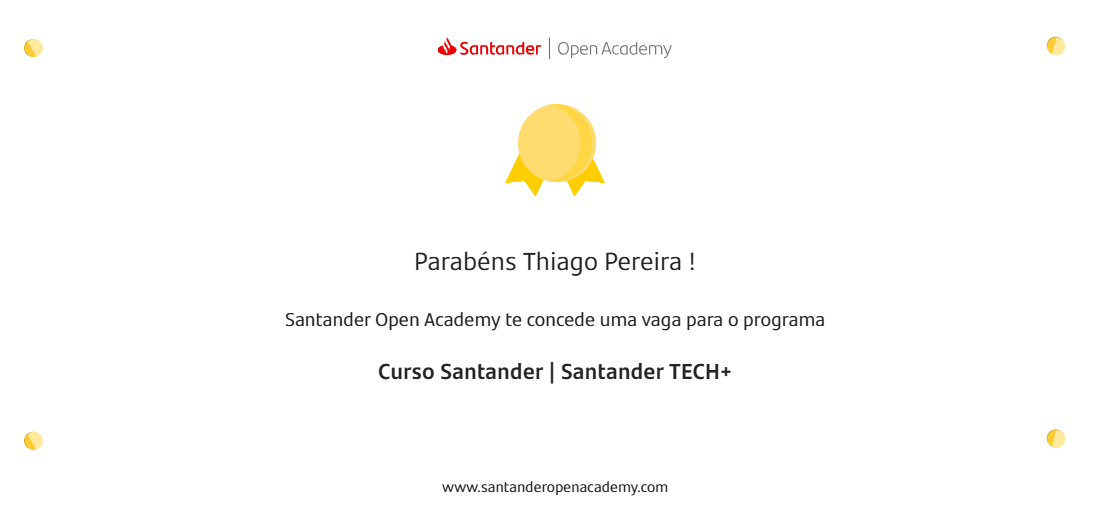 Santander | Open Academy
Parabéns Thiago Pereira !
Santander Open Academy te concede uma vaga para o programa
Curso Santander | Santander TECH+
www.santanderopenacademy.com